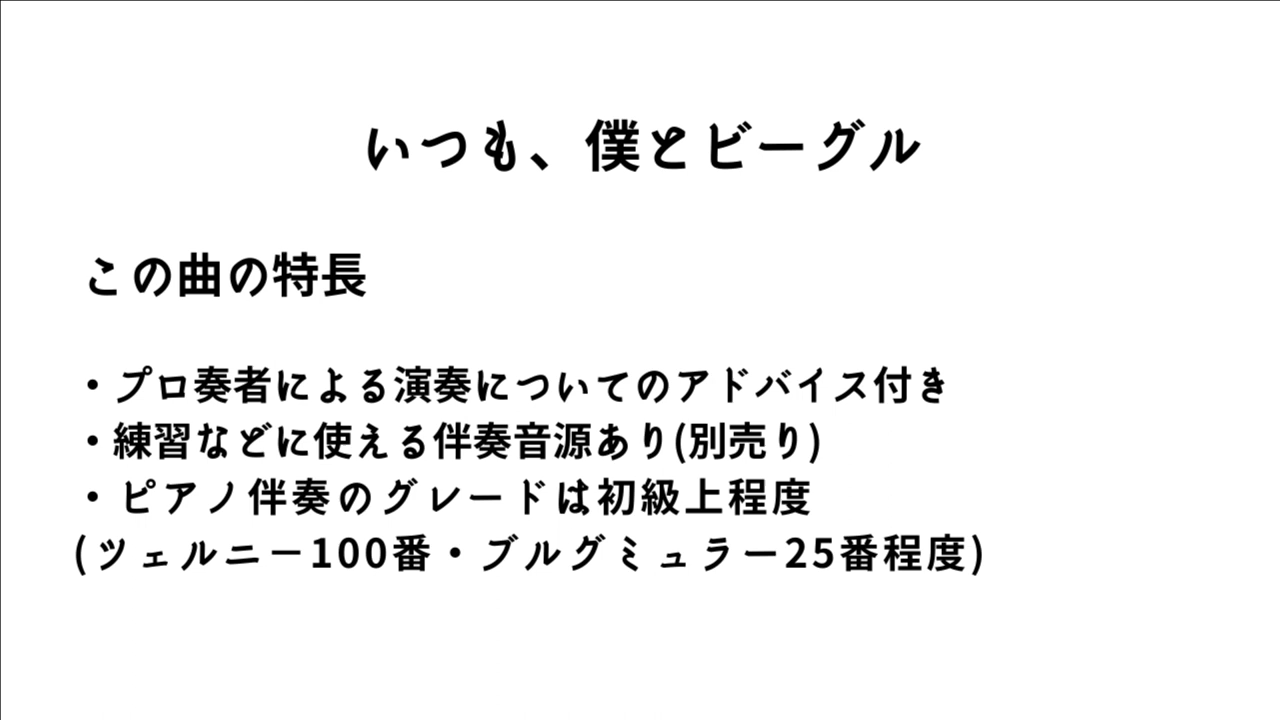 いつも、僕とビーグル
この曲の特長
・プロ奏者による演奏についてのアドバイス付き
・練習などに使える伴奏音源あり(別売り)
・ピアノ伴奏のグレードは初級上程度
(ツェルニー100番・ブルグミュラー25番程度)